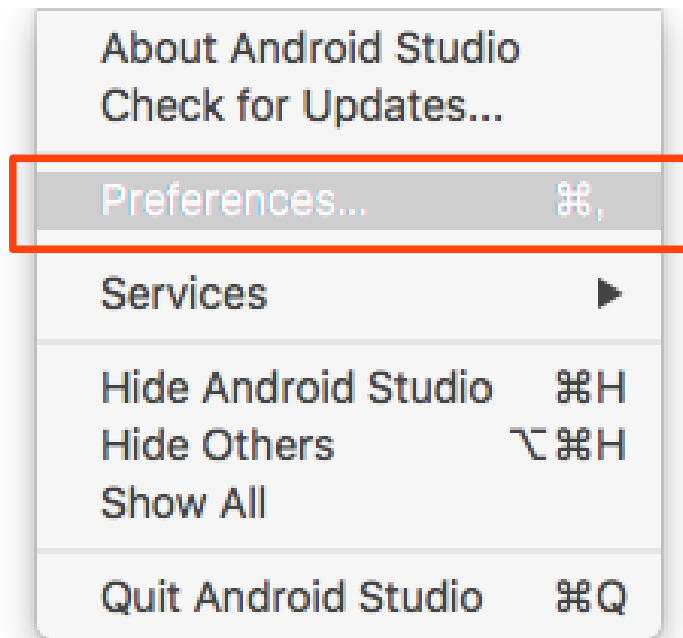 About Android Studio
Check for Updates...
Preferences... ⌘,
Services ▶
Hide Android Studio ⌘H
Hide Others ⌥⌘H
Show All
Quit Android Studio ⌘Q